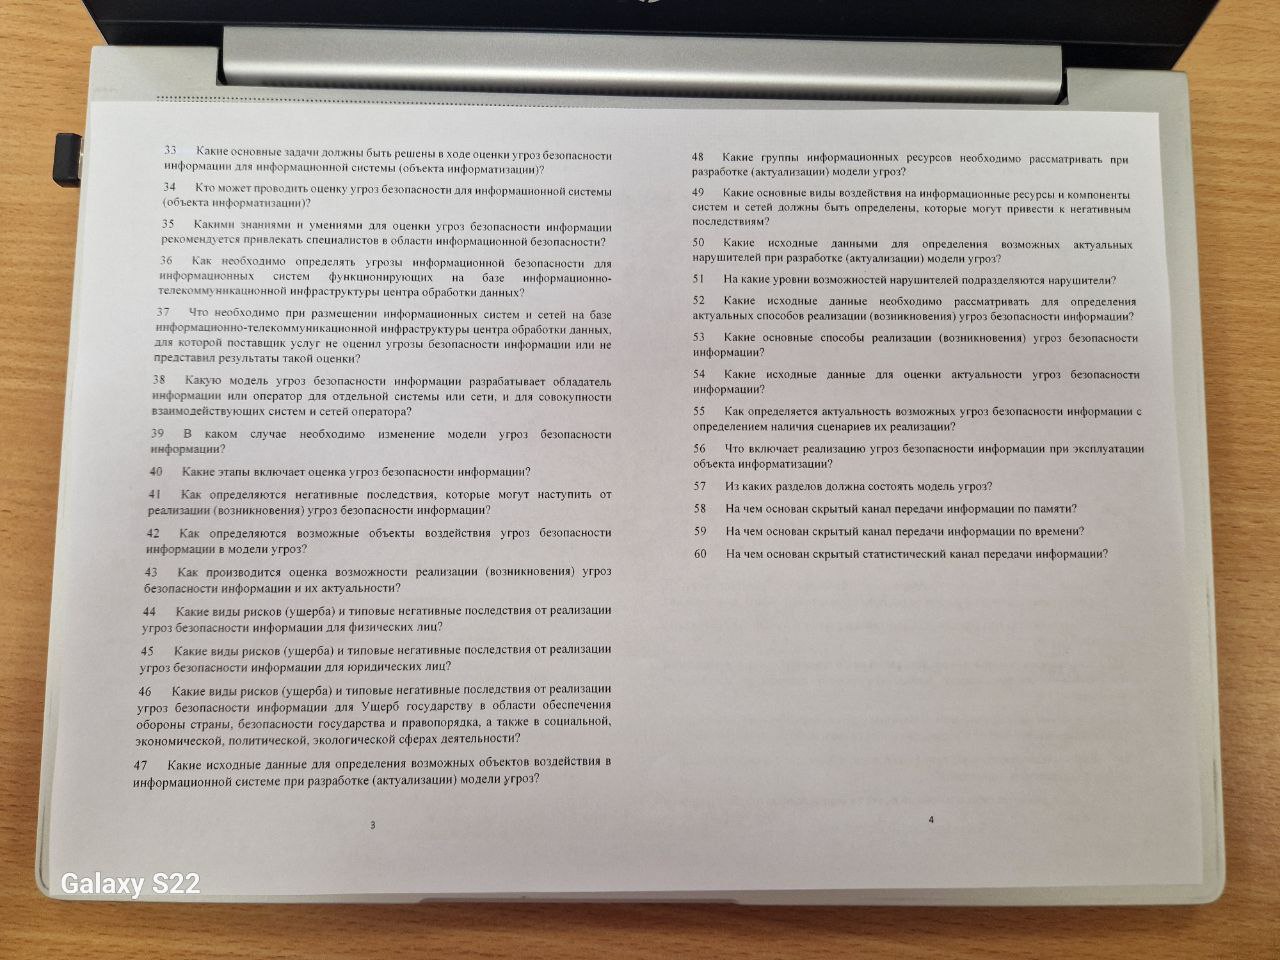 33 Какие основные задачи должны быть решены в ходе оценки угроз безопасности
информации для информационной системы (объекта информатизации)?
34 Кто может проводить оценку угроз безопасности для информационной системы
(объекта информатизации)?
35 Какими знаниями и умениями для оценки угроз безопасности информации
рекомендуется привлекать специалистов в области информационной безопасности?
36 Как необходимо определять угрозы информационной безопасности для
информационных систем функционирующих на базе информационно-
телекоммуникационной инфраструктуры центра обработки данных?
37 Что необходимо при размещении информационных систем и сетей на базе
информационно-телекоммуникационной инфраструктуры центра обработки данных,
для которой поставщик услуг не оценил угрозы безопасности информации или не
представил результаты такой оценки?
38 Какую модель угроз безопасности информации разрабатывает обладатель
информации или оператор для отдельной системы или сети, и для совокупности
взаимодействующих систем и сетей оператора?
39 В каком случае необходимо изменение модели угроз безопасности
информации?
40 Какие этапы включает оценка угроз безопасности информации?
41 Как определяются негативные последствия, которые могут наступить от
реализации (возникновения) угроз безопасности информации?
42 Как определяются возможные объекты воздействия угроз безопасности
информации в модели угроз?
43 Как производится оценка возможности реализации (возникновения) угроз
безопасности информации и их актуальности?
44 Какие виды рисков (ущерба) и типовые негативные последствия от реализации
угроз безопасности информации для физических лиц?
45 Какие виды рисков (ущерба) и типовые негативные последствия от реализации
угроз безопасности информации для юридических лиц?
46 Какие виды рисков (ущерба) и типовые негативные последствия от реализации
угроз безопасности информации для Ущерб государству в области обеспечения
обороны страны, безопасности государства и правопорядка, а также в социальной,
экономической, политической, экологической сферах деятельности?
47 Какие исходные данные для определения возможных объектов воздействия в
информационной системе при разработке (актуализации) модели угроз?
3
48 Какие группы информационных ресурсов необходимо рассматривать при
разработке (актуализации) модели угроз?
49 Какие основные виды воздействия на информационные ресурсы и компоненты
систем и сетей должны быть определены, которые могут привести к негативным
последствиям?
50 Какие исходные данными для определения возможных актуальных
нарушителей при разработке (актуализации) модели угроз?
51 На какие уровни возможностей нарушителей подразделяются нарушители?
52 Какие исходные данные необходимо рассматривать для определения
актуальных способов реализации (возникновения) угроз безопасности информации?
53 Какие основные способы реализации (возникновения) угроз безопасности
информации?
54 Какие исходные данные для оценки актуальности угроз безопасности
информации?
55 Как определяется актуальность возможных угроз безопасности информации с
определением наличия сценариев их реализации?
56 Что включает реализацию угроз безопасности информации при эксплуатации
объекта информатизации?
57 Из каких разделов должна состоять модель угроз?
58 На чем основан скрытый канал передачи информации по памяти?
59 На чем основан скрытый канал передачи информации по времени?
60 На чем основан скрытый статистический канал передачи информации?
4
Galaxy S22